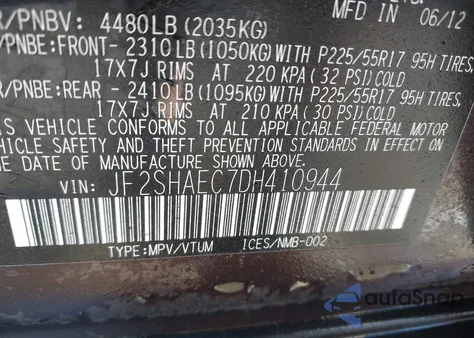 /PNBV: 4480LB (2035KG)
MFD IN 06/12
/PNBE: FRONT- 2310LB (1050KG) WITH P225/55R17 95H TIRES,
17X7J RIMS AT 220 KPA (32 PSI) COLD
/PNBE: REAR - 2410LB (1095KG) WITH P225/55R17 95H TIRES,
17X7J RIMS AT 210 KPA (30 PSI) COLD
IS VEHICLE CONFORMS TO ALL APPLICABLE FEDERAL MOTOR
VEHICLE SAFETY AND THEFT PREVENTION STANDARDS IN EFFECT
THE DATE OF MANUFACTURE SHOWN ABOVE.
VIN: JF2SHAEC7DH410944
TYPE:MPV/VTUM ICES/NMB-002
autoSnap